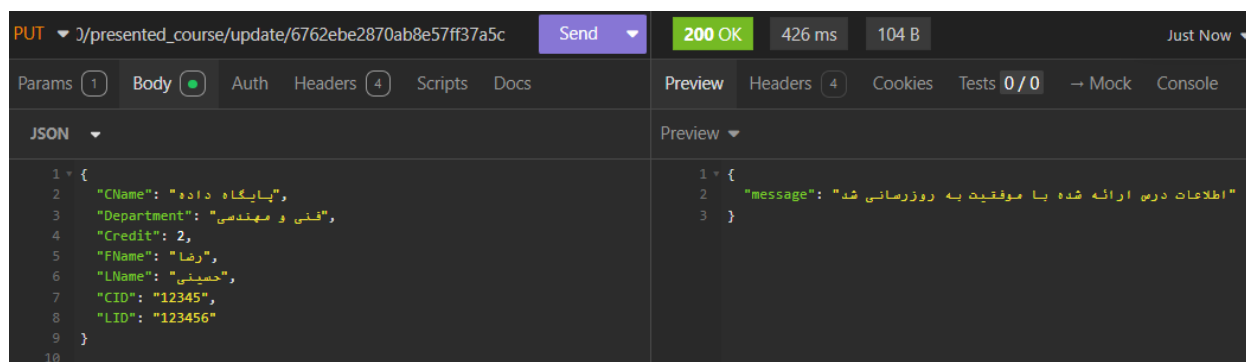 PUT 0/presented_course/update/6762ebe2870ab8e57ff37a5c Send 200 OK 426 ms 104 B Just Now
Params 1 Body Auth Headers 4 Scripts Docs Preview Headers 4 Cookies Tests 0 / 0 → Mock Console
JSON Preview
1 {
2 "CName": "پایگاه داده",
3 "Department": "فنی و مهندسی",
4 "Credit": 2,
5 "FName": "رضا",
6 "LName": "حسینی",
7 "CID": "12345",
8 "LID": "123456"
9 }
10
1 {
2 "message": "اطلاعات درس ارائه شده با موفقیت به روزرسانی شد"
3 }